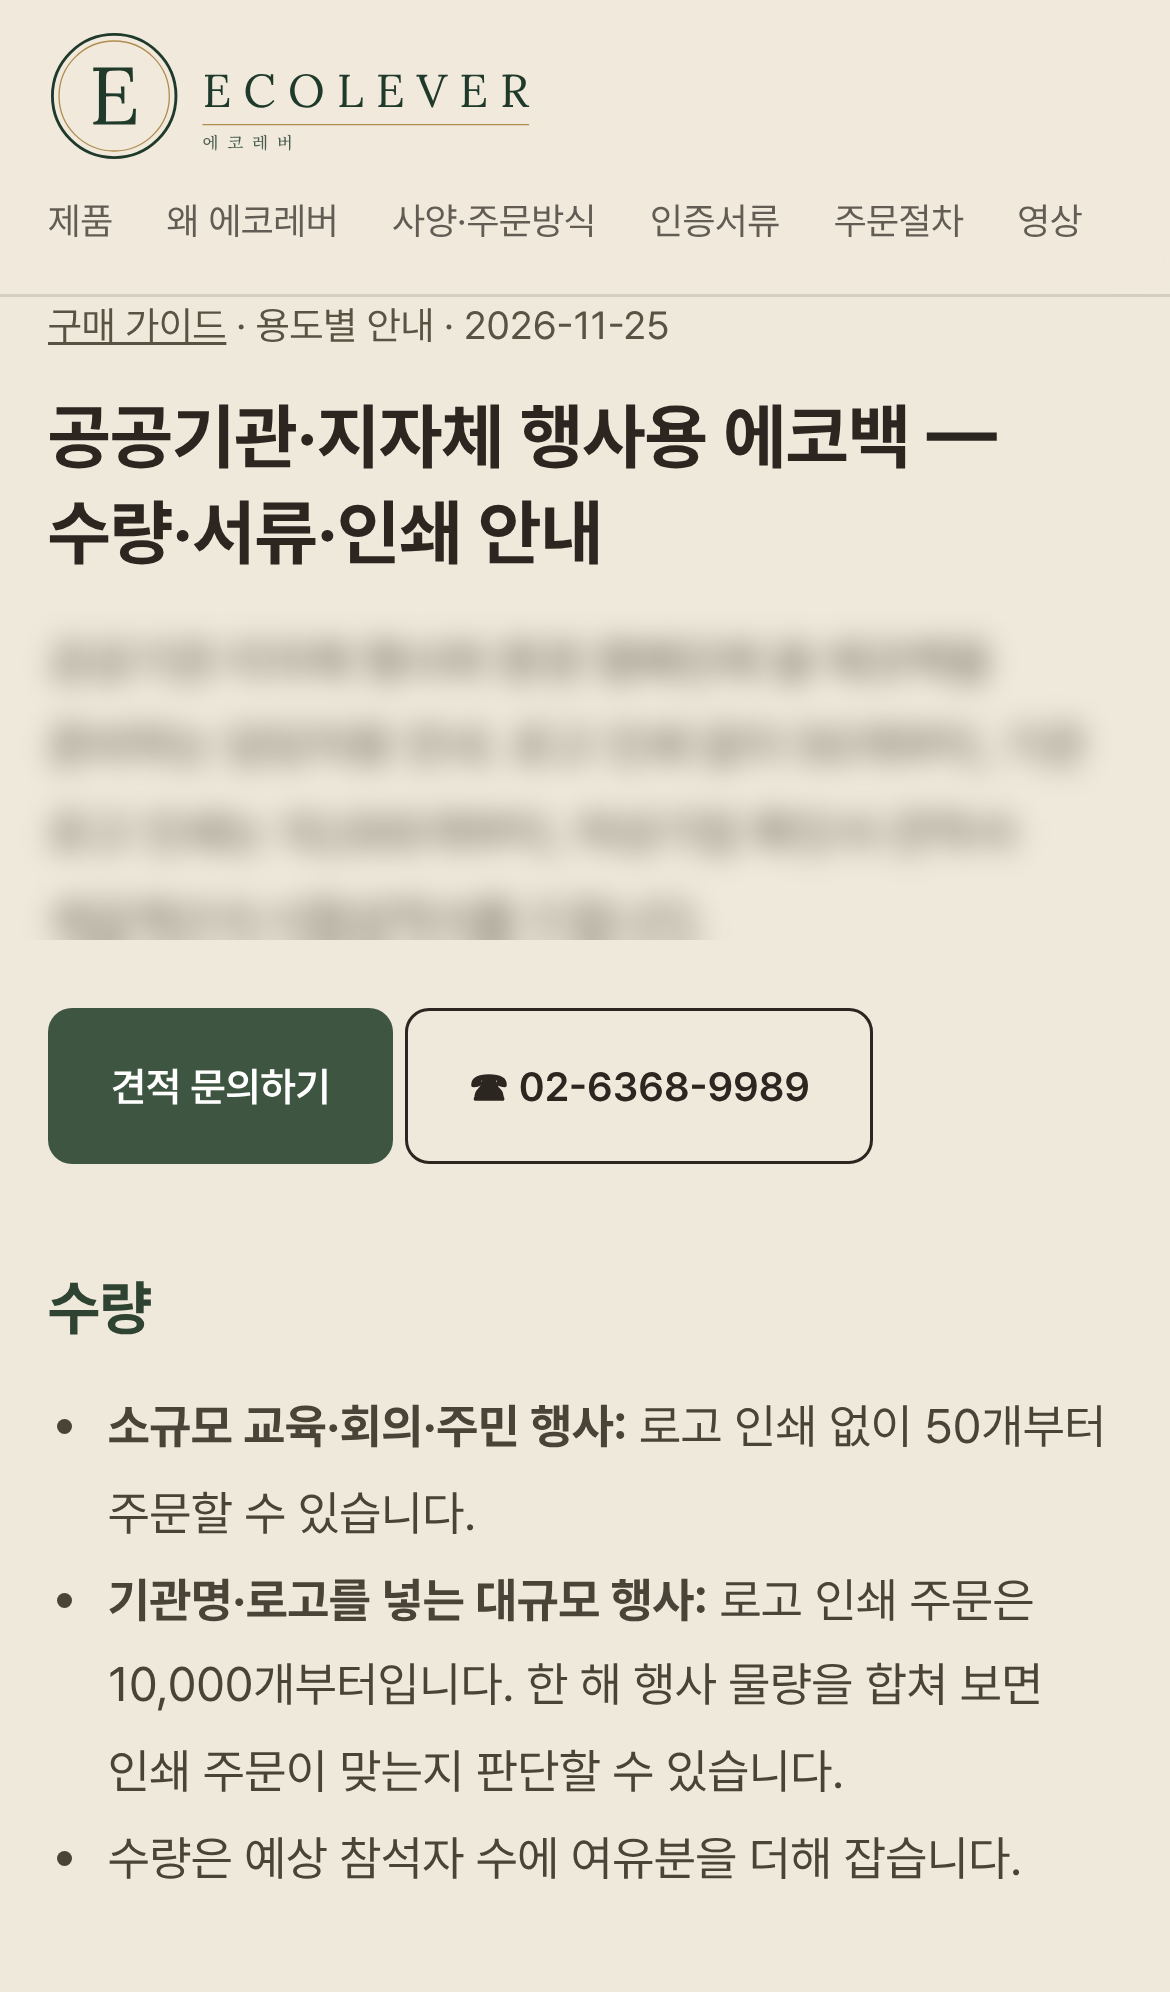 E
ECOLEVER
에코레버
제품 왜 에코레버 사양·주문방식 인증서류 주문절차 영상
구매 가이드 · 용도별 안내 · 2026-11-25
공공기관·지자체 행사용 에코백 —
수량·서류·인쇄 안내
견적 문의하기
☎ 02-6368-9989
수량
• 소규모 교육·회의·주민 행사: 로고 인쇄 없이 50개부터
주문할 수 있습니다.
• 기관명·로고를 넣는 대규모 행사: 로고 인쇄 주문은
10,000개부터입니다. 한 해 행사 물량을 합쳐 보면
인쇄 주문이 맞는지 판단할 수 있습니다.
• 수량은 예상 참석자 수에 여유분을 더해 잡습니다.